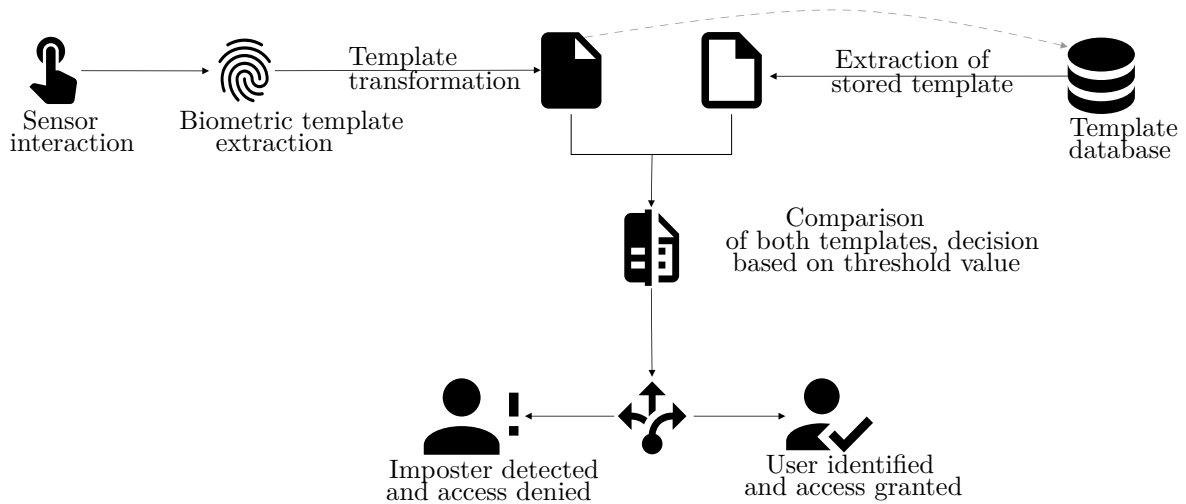 Sensor
interaction
Biometric template
extraction
Template
transformation
Extraction of
stored template
Template
database
Comparison
of both templates, decision
based on threshold value
Imposter detected
and access denied
User identified
and access granted